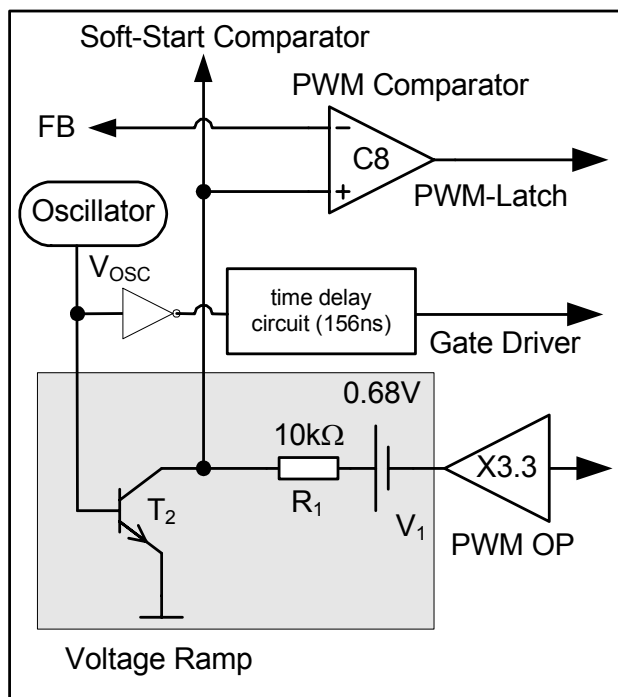 Soft-Start Comparator
PWM Comparator
FB
C8
PWM-Latch
Oscillator
V_OSC
time delay
circuit (156ns)
Gate Driver
0.68V
10kΩ
X3.3
R1
T2
V1
PWM OP
Voltage Ramp